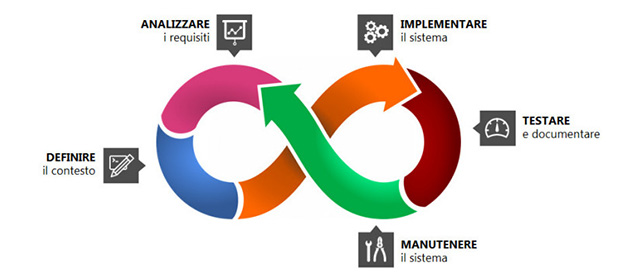 ANALIZZARE
i requisiti
IMPLEMENTARE
il sistema
TESTARE
e documentare
DEFINIRE
il contesto
MANUTENERE
il sistema